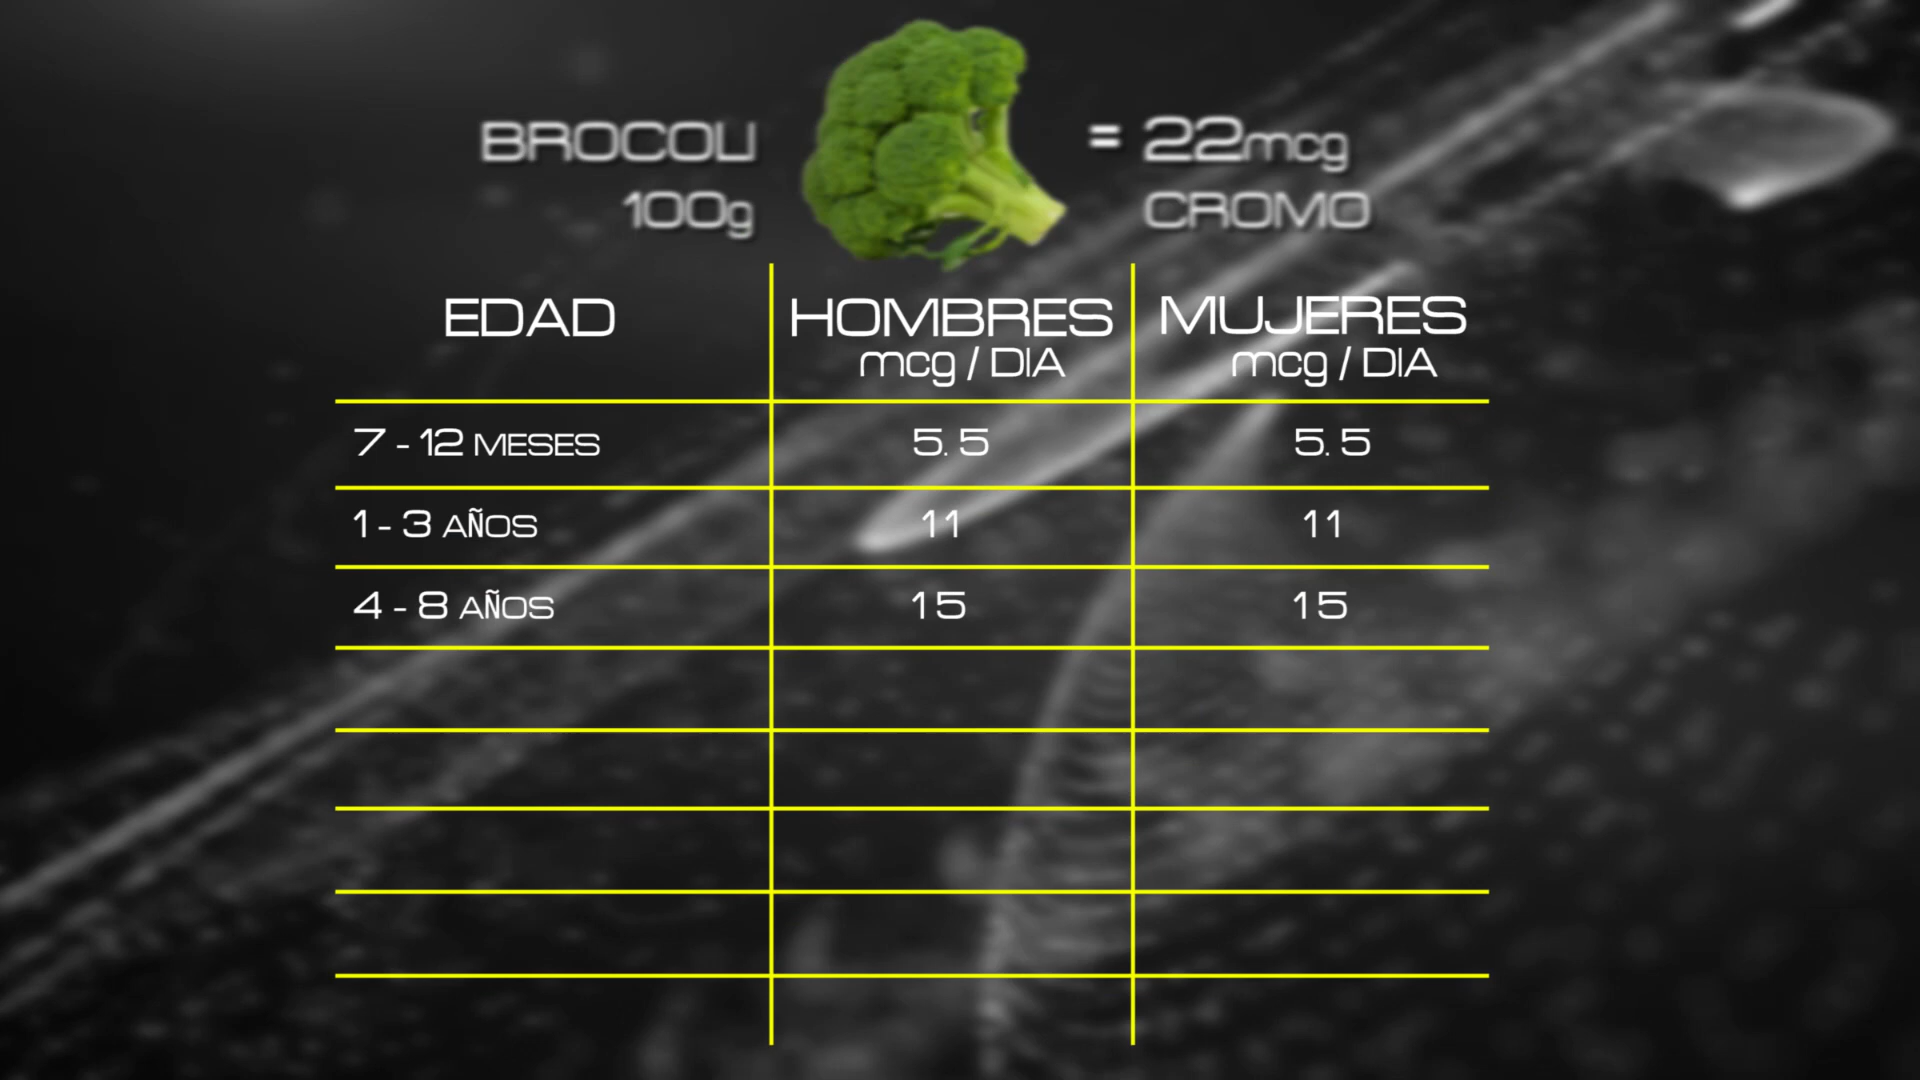 BROCOLI
100g
= 22mcg
CROMO
EDAD HOMBRES MUJERES
mcg / DIA mcg / DIA
7 - 12 MESES 5.5 5.5
1 - 3 AÑOS 11 11
4 - 8 AÑOS 15 15